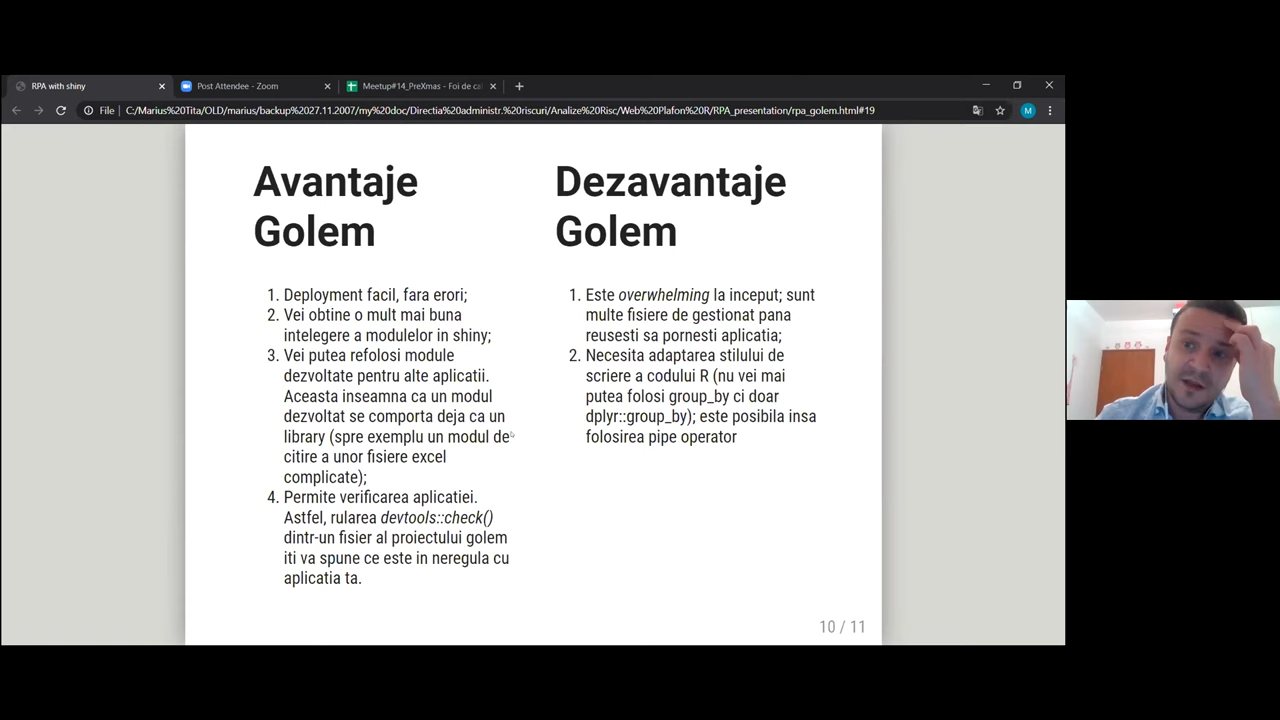 RPA with shiny
Post Attendee - Zoom
Meetup#14_PreXmas - Foi de cal
File
C:/Marius%20Tita/OLD/marius/backup%2027.11.2007/my%20doc/Directia%20administr.%20riscuri/Analize%20Risc/Web%20Plafon%20R/RPA_presentation/rpa_golem.html#19
M
Avantaje
Golem
1. Deployment facil, fara erori;
2. Vei obtine o mult mai buna
intelegere a modulelor in shiny;
3. Vei putea refolosi module
dezvoltate pentru alte aplicatii.
Aceasta inseamna ca un modul
dezvoltat se comporta deja ca un
library (spre exemplu un modul de
citire a unor fisiere excel
complicate);
4. Permite verificarea aplicatiei.
Astfel, rularea devtools::check()
dintr-un fisier al proiectului golem
iti va spune ce este in neregula cu
aplicatia ta.
Dezavantaje
Golem
1. Este overwhelming la inceput; sunt
multe fisiere de gestionat pana
reusesti sa pornesti aplicatia;
2. Necesita adaptarea stilului de
scriere a codului R (nu vei mai
putea folosi group_by ci doar
dplyr::group_by); este posibila insa
folosirea pipe operator
10 / 11